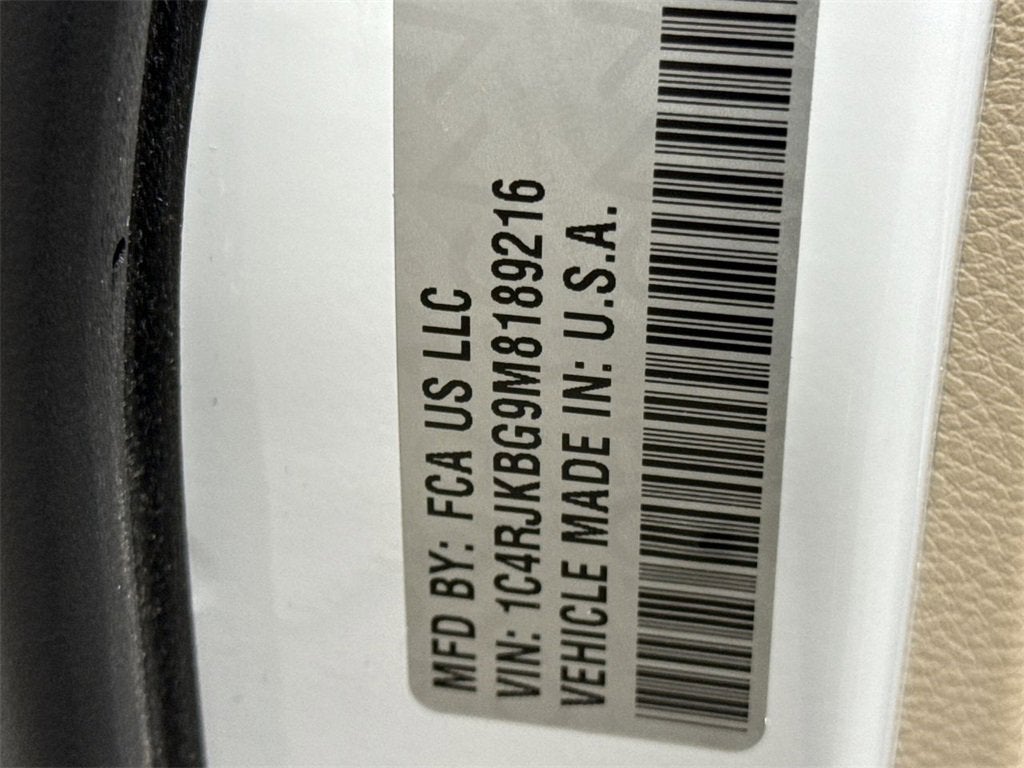 MFD BY: FCA US LLC
VIN: 1C4RJKBG9M8189216
VEHICLE MADE IN: U.S.A.